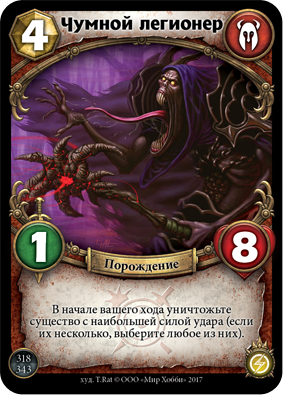 4
Чумной легионер
1
8
Порождение
В начале вашего хода уничтожьте
существо с наибольшей силой удара (если
их несколько, выберите любое из них).
318
343
худ. T.Rat © ООО «Мир Хобби» 2017